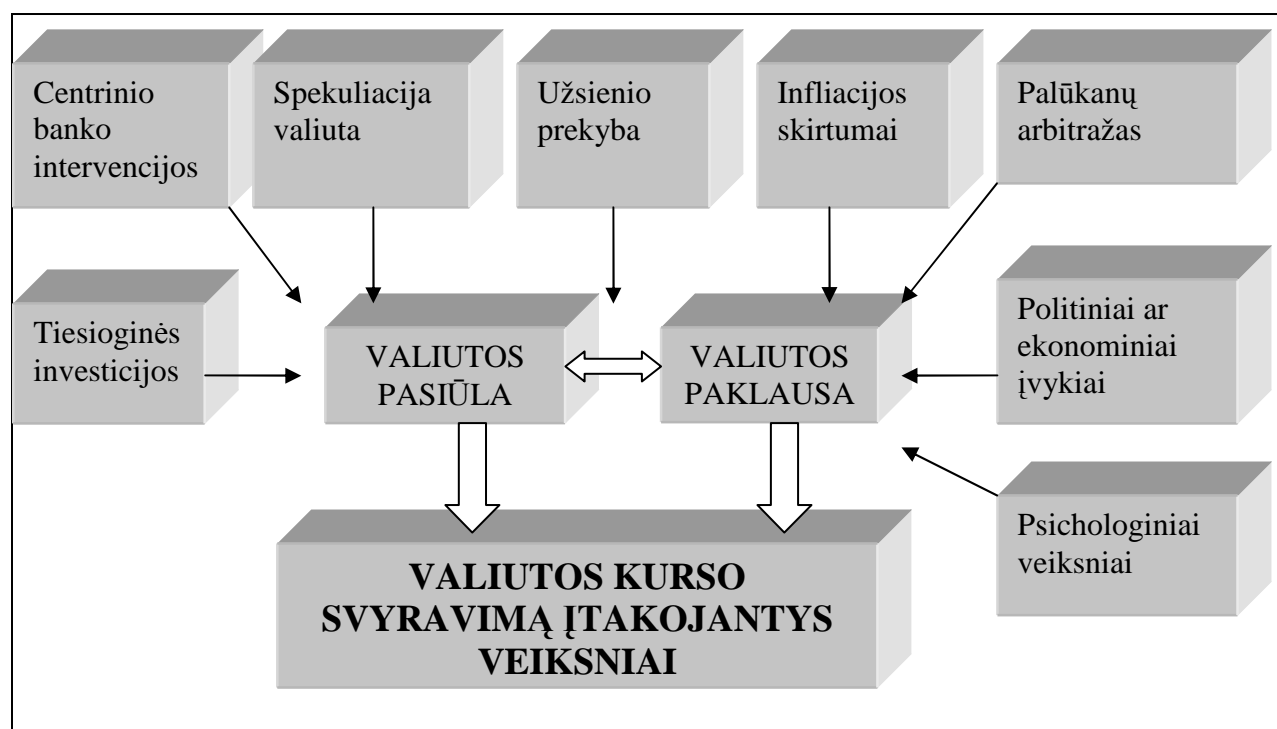 Centrinio
banko
intervencijos
Spekuliacija
valiuta
Užsienio
prekyba
Infliacijos
skirtumai
Palūkanų
arbitražas
Tiesioginės
investicijos
VALIUTOS
PASIŪLA
VALIUTOS
PAKLAUSA
Politiniai ar
ekonominiai
įvykiai
Psichologiniai
veiksniai
VALIUTOS KURSO
SVYRAVIMĄ ĮTAKOJANTYS
VEIKSNIAI